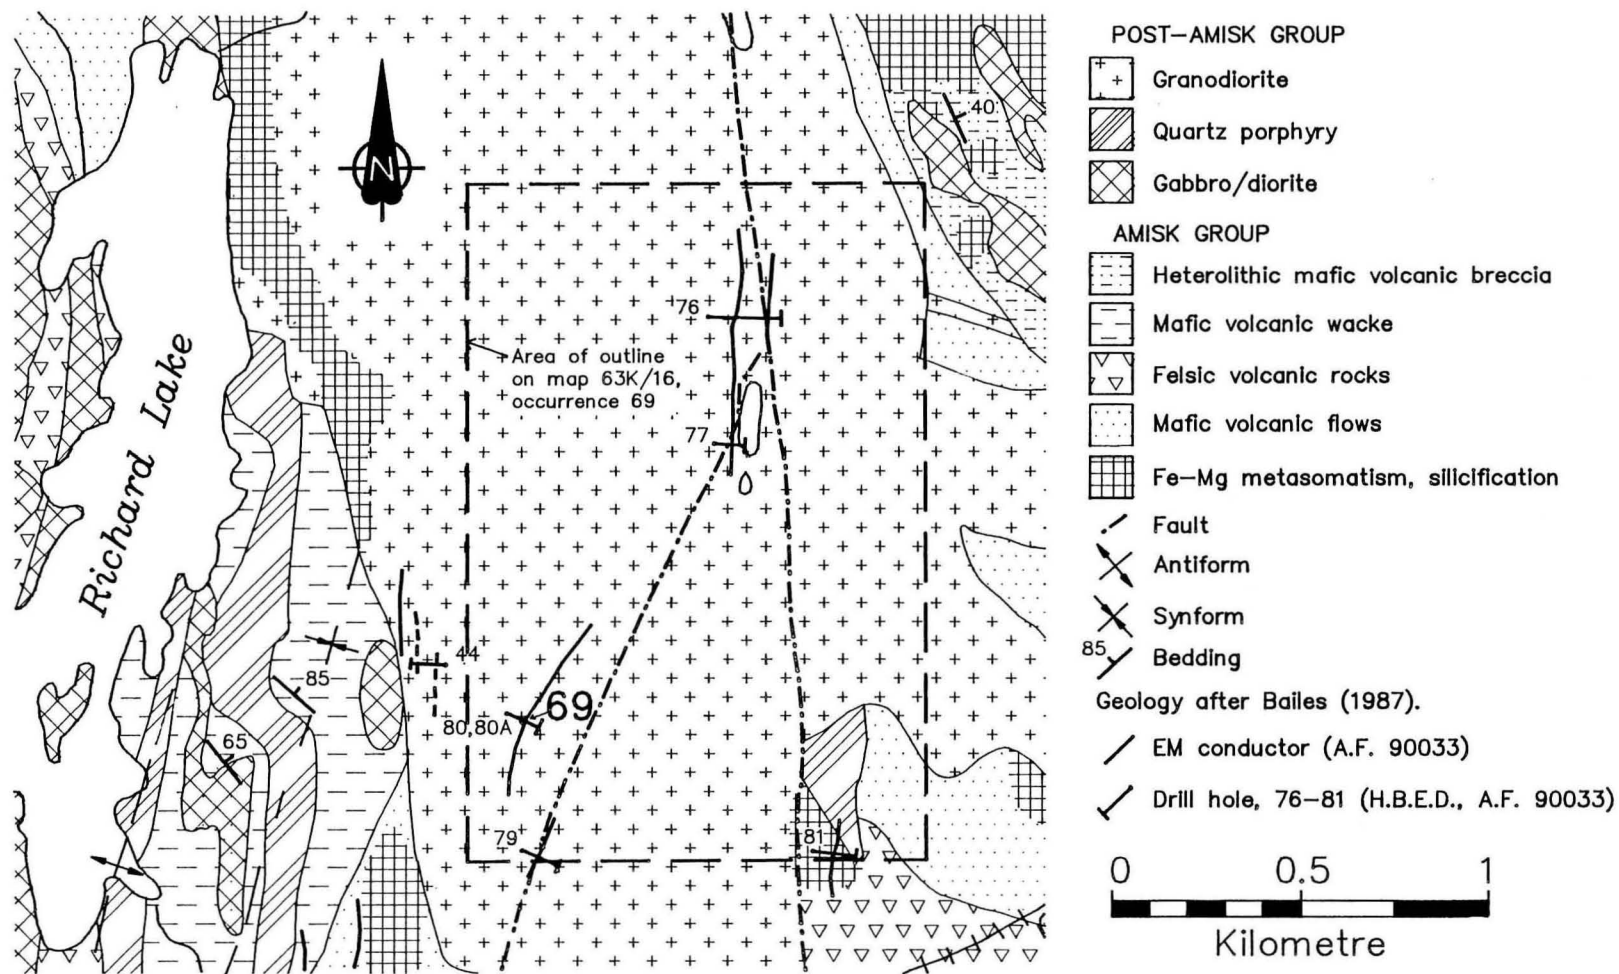 N
40
76
Area of outline
on map 63K/16,
occurrence 69
77
Richard Lake
44
85
69
80,80A
65
79
81
POST–AMISK GROUP
Granodiorite
Quartz porphyry
Gabbro/diorite
AMISK GROUP
Heterolithic mafic volcanic breccia
Mafic volcanic wacke
Felsic volcanic rocks
Mafic volcanic flows
Fe–Mg metasomatism, silicification
Fault
Antiform
Synform
85
Bedding
Geology after Bailes (1987).
EM conductor (A.F. 90033)
Drill hole, 76–81 (H.B.E.D., A.F. 90033)
0 0.5 1
Kilometre